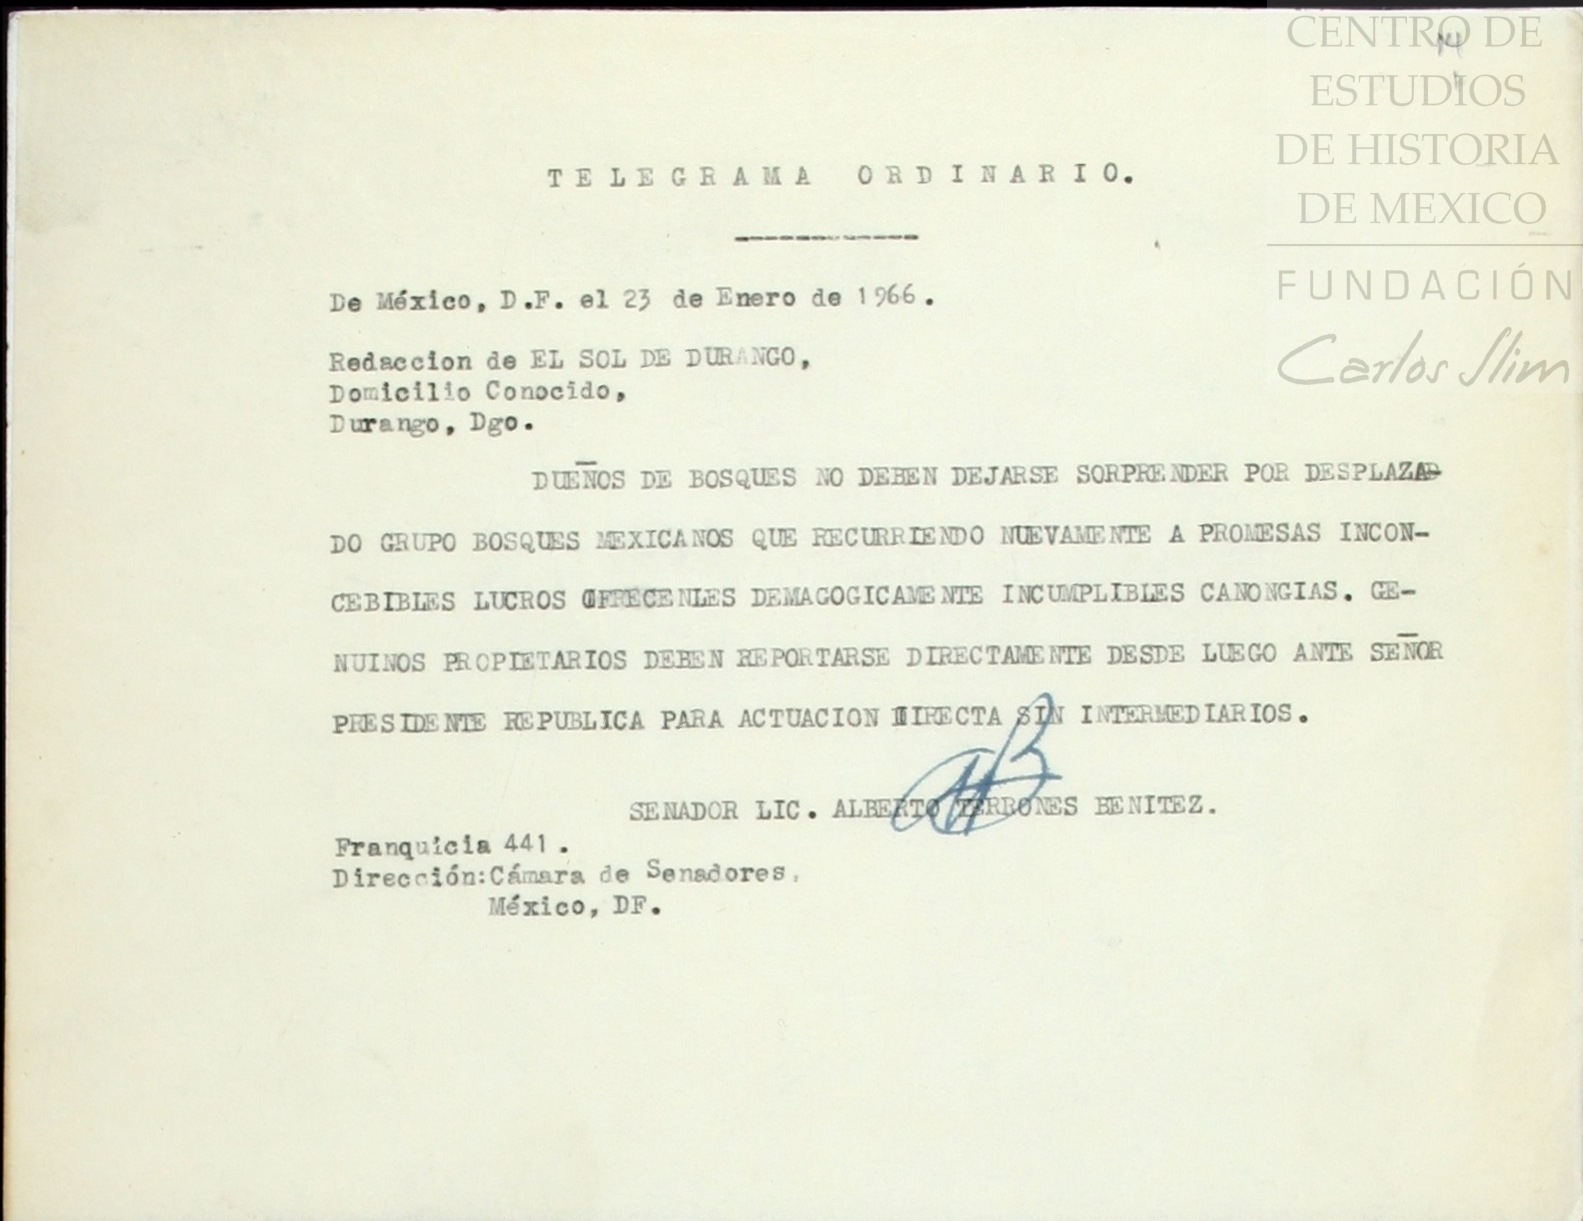 CENTRO DE
ESTUDIOS
DE HISTORIA
DE MEXICO
FUNDACIÓN
Carlos Slim
TELEGRAMA ORDINARIO.
De México, D.F. el 23 de Enero de 1966.
Redaccion de EL SOL DE DURANGO,
Domicilio Conocido,
Durango, Dgo.
DUEÑOS DE BOSQUES NO DEBEN DEJARSE SORPRENDER POR DESPLAZA-
DO GRUPO BOSQUES MEXICANOS QUE RECURRIENDO NUEVAMENTE A PROMESAS INCON-
CEBIBLES LUCROS OFRECENLES DEMAGOGICAMENTE INCUMPLIBLES CANONGIAS. GE-
NUINOS PROPIETARIOS DEBEN REPORTARSE DIRECTAMENTE DESDE LUEGO ANTE SEÑOR
PRESIDENTE REPUBLICA PARA ACTUACION DIRECTA SIN INTERMEDIARIOS.
SENADOR LIC. ALBERTO TERRONES BENITEZ.
Franquicia 441.
Dirección:Cámara de Senadores,
México, DF.